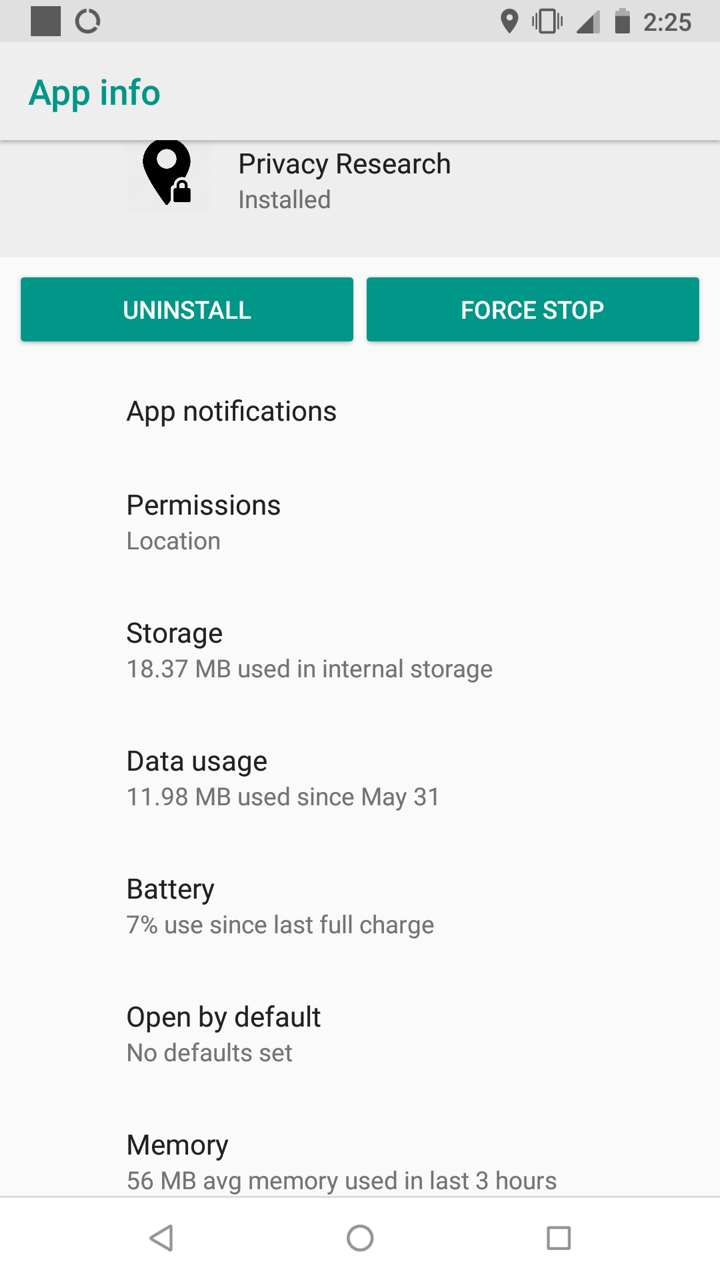 2:25
App info
Privacy Research
Installed
UNINSTALL
FORCE STOP
App notifications
Permissions
Location
Storage
18.37 MB used in internal storage
Data usage
11.98 MB used since May 31
Battery
7% use since last full charge
Open by default
No defaults set
Memory
56 MB avg memory used in last 3 hours